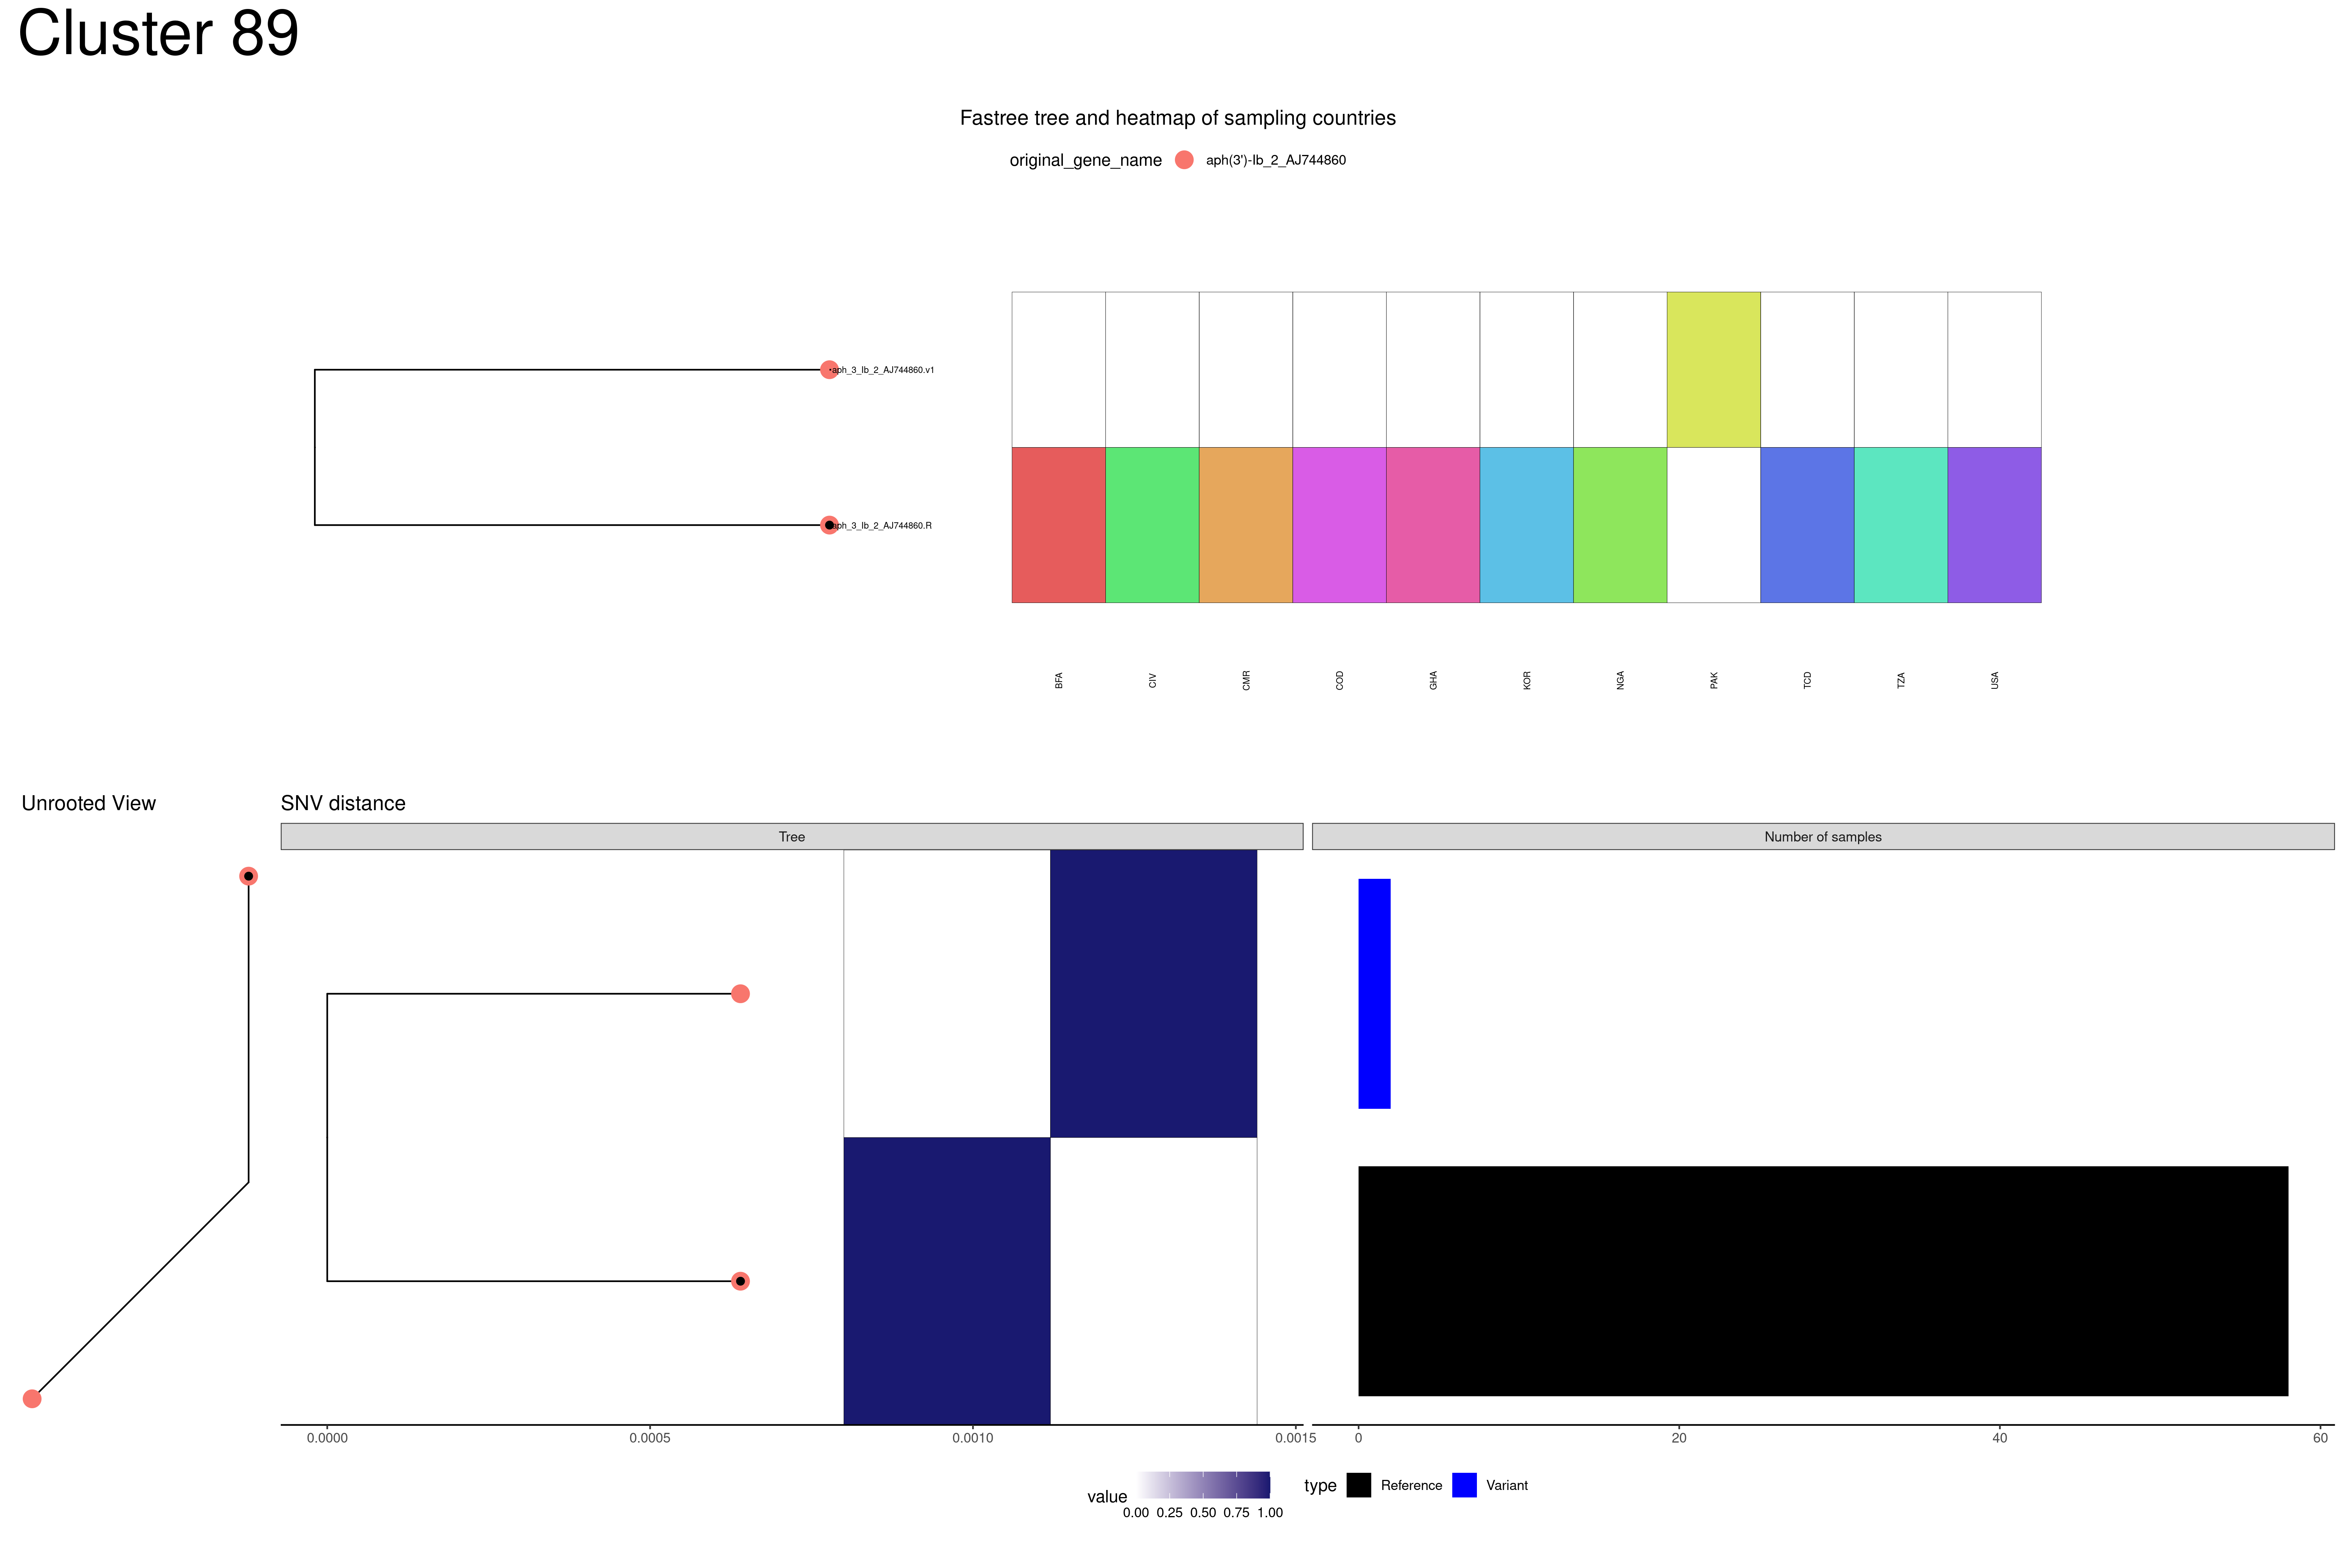 Cluster 89
Fastree tree and heatmap of sampling countries
original_gene_name aph(3')-Ib_2_AJ744860
aph_3_Ib_2_AJ744860.v1
aph_3_Ib_2_AJ744860.R
BFA CIV CMR COD GHA KOR NGA PAK TCD TZA USA
Unrooted View SNV distance
Tree Number of samples
0.0000 0.0005 0.0010 0.0015 0 20 40 60
value 0.00 0.25 0.50 0.75 1.00 type Reference Variant